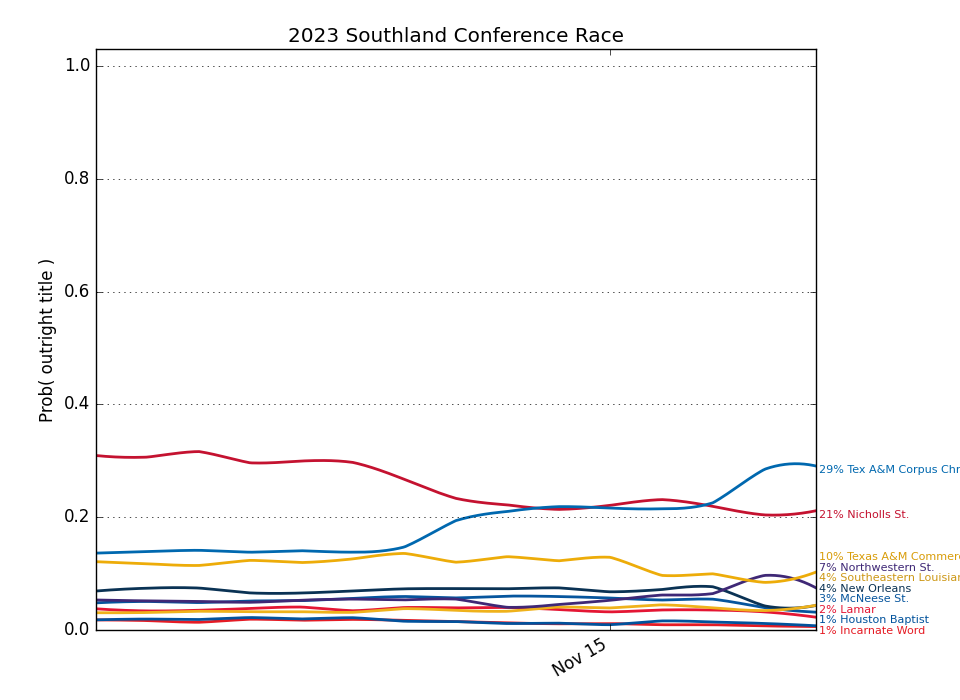 2023 Southland Conference Race
1.0
0.8
0.6
0.4
0.2
0.0
Prob( outright title )
Nov 15
29% Tex A&M Corpus Chr
21% Nicholls St.
10% Texas A&M Commerc
7% Northwestern St.
4% Southeastern Louisian
4% New Orleans
3% McNeese St.
2% Lamar
1% Houston Baptist
1% Incarnate Word